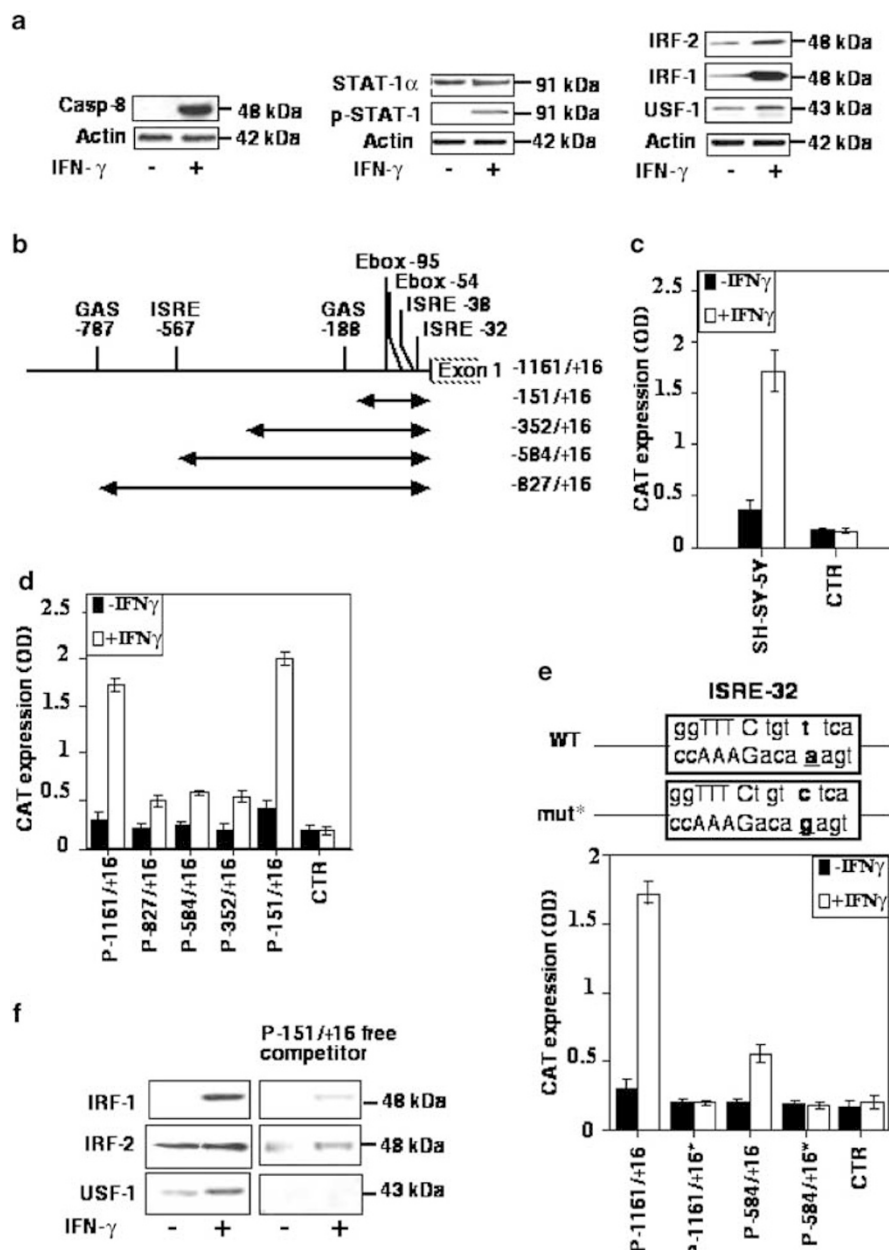 a
Casp-8
48 kDa
Actin
42 kDa
IFN-γ - +
STAT-1α
91 kDa
p-STAT-1
91 kDa
Actin
42 kDa
IFN-γ - +
IRF-2
48 kDa
IRF-1
48 kDa
USF-1
43 kDa
Actin
42 kDa
IFN-γ - +
b
GAS
-787
ISRE
-567
GAS
-188
Ebox -95
Ebox -54
ISRE -38
ISRE -32
Exon 1
-1161/+16
-151/+16
-352/+16
-584/+16
-827/+16
c
-IFNγ
+IFNγ
CAT expression (OD)
2.5
2
1.5
1
0.5
0
SH-SY-5Y
CTR
d
-IFNγ
+IFNγ
CAT expression (OD)
2.5
2
1.5
1
0.5
0
P-1161/+16
P-827/+16
P-584/+16
P-352/+16
P-151/+16
CTR
e
ISRE-32
WT
ggTTT C tgt t tca
ccAAAGaca a agt
mut*
ggTTT Ct gt c tca
ccAAAGaca g agt
-IFNγ
+IFNγ
CAT expression (OD)
2
1.5
1
0.5
0
P-1161/+16
P-1161/+16*
P-584/+16
P-584/+16*
CTR
f
P-151/+16 free
competitor
IRF-1
48 kDa
IRF-2
48 kDa
USF-1
43 kDa
IFN-γ - + - +